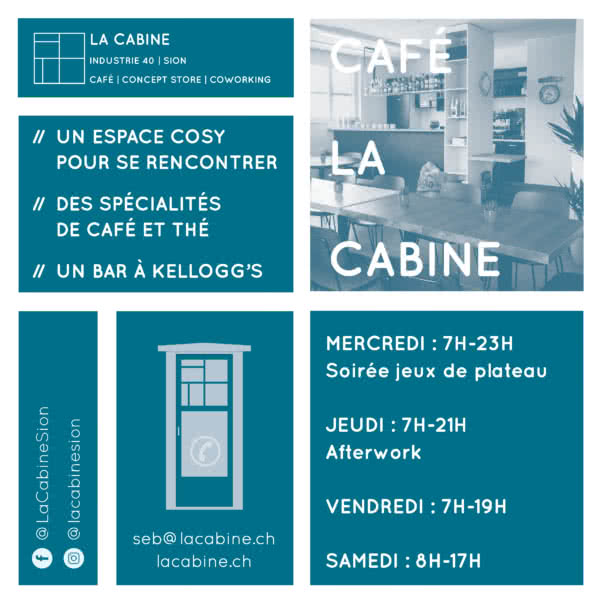 LA CABINE
INDUSTRIE 40 | SION
CAFÉ | CONCEPT STORE | COWORKING
// UN ESPACE COSY
POUR SE RENCONTRER
// DES SPÉCIALITÉS
DE CAFÉ ET THÉ
// UN BAR À KELLOGG'S
CAFÉ
LA
CABINE
@LaCabineSion
@lacabinesion
seb@lacabine.ch
lacabine.ch
MERCREDI : 7H-23H
Soirée jeux de plateau
JEUDI : 7H-21H
Afterwork
VENDREDI : 7H-19H
SAMEDI : 8H-17H